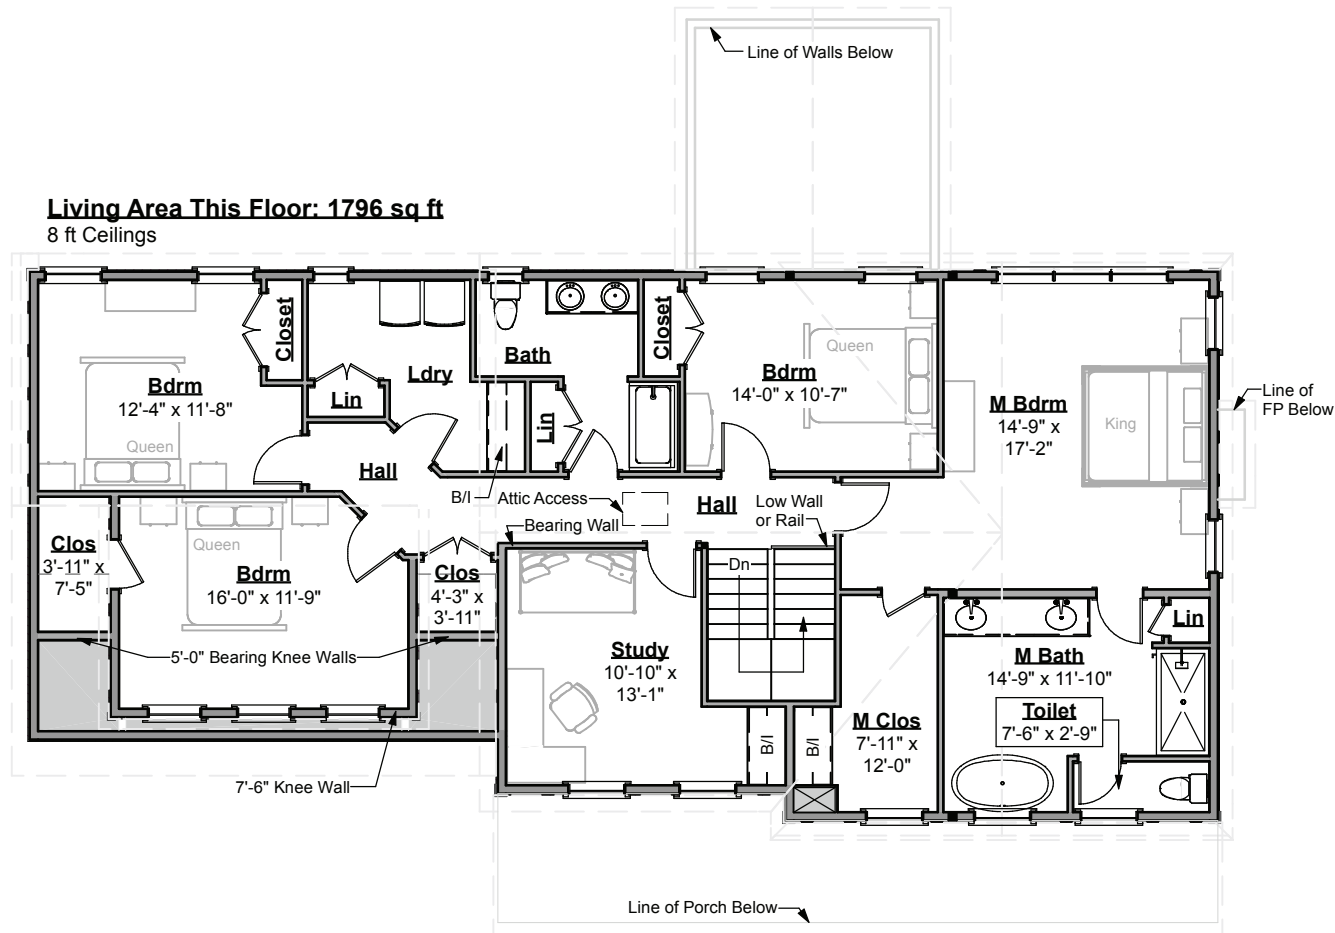 Line of Walls Below
Living Area This Floor: 1796 sq ft
8 ft Ceilings
Closet
Bdrm
12'-4" x 11'-8"
Queen
Lin
Ldry
Bath
Lin
Closet
Queen
Bdrm
14'-0" x 10'-7"
M Bdrm
14'-9" x
17'-2"
King
Line of
FP Below
Hall
B/I
Attic Access
Bearing Wall
Hall
Low Wall
or Rail
Clos
3'-11" x
7'-5"
Queen
Bdrm
16'-0" x 11'-9"
Clos
4'-3" x
3'-11"
Dn
5'-0" Bearing Knee Walls
Study
10'-10" x
13'-1"
Lin
M Bath
14'-9" x 11'-10"
Toilet
7'-6" x 2'-9"
M Clos
7'-11" x
12'-0"
B/I
B/I
7'-6" Knee Wall
Line of Porch Below